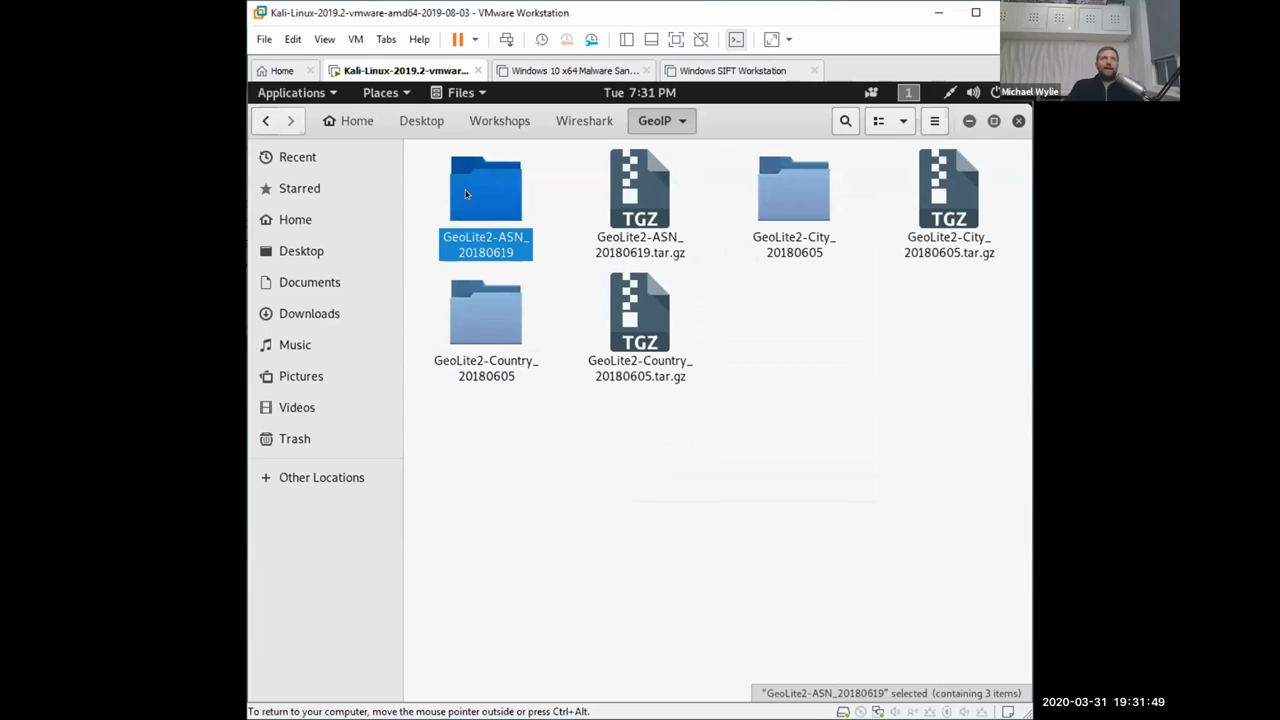 Kali-Linux-2019.2-vmware-amd64-2019-08-03 - VMware Workstation
File Edit View VM Tabs Help
Home Kali-Linux-2019.2-vmwar... Windows 10 x64 Malware San... Windows SIFT Workstation
Michael Wylie
Applications Places Files Tue 7:31 PM 1
Home Desktop Workshops Wireshark GeoIP
Recent
Starred
Home
Desktop
Documents
Downloads
Music
Pictures
Videos
Trash
+ Other Locations
TGZ TGZ
GeoLite2-ASN_ GeoLite2-ASN_ GeoLite2-City_ GeoLite2-City_
20180619 20180619.tar.gz 20180605 20180605.tar.gz
TGZ
GeoLite2-Country_ GeoLite2-Country_
20180605 20180605.tar.gz
"GeoLite2-ASN_20180619" selected (containing 3 items)
To return to your computer, move the mouse pointer outside or press Ctrl+Alt.
2020-03-31 19:31:49